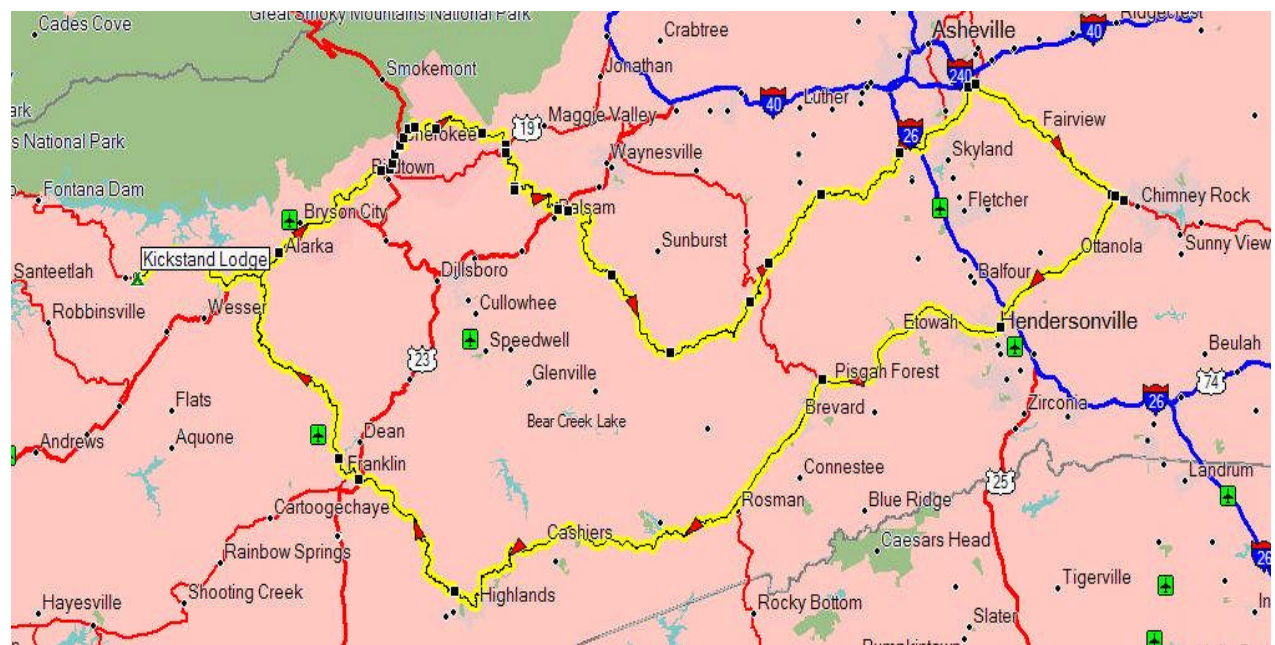 Great Smoky Mountains National Park
Ridgecrest
Cades Cove
Crabtree
Asheville
40
Smokemont
Jonathan
240
40
Luther
Park
19
Maggie Valley
26
Fairview
s National Park
Cherokee
Birdtown
Waynesville
Skyland
Fontana Dam
Balsam
Fletcher
Chimney Rock
Bryson City
Alarka
Sunburst
Ottanola
Sunny View
Kickstand Lodge
Santeetlah
Dillsboro
Balfour
Robbinsville
Wesser
Cullowhee
Etowah
Hendersonville
Speedwell
23
Beulah
Glenville
Pisgah Forest
74
Flats
Bear Creek Lake
Brevard
26
Zirconia
Andrews
Aquone
Dean
Franklin
Connestee
Landrum
25
Cartoogechaye
Rosman
Blue Ridge
Cashiers
Caesars Head
Rainbow Springs
26
Tigerville
Hayesville
Shooting Creek
Highlands
Rocky Bottom
In
Slater
Pumpkintown